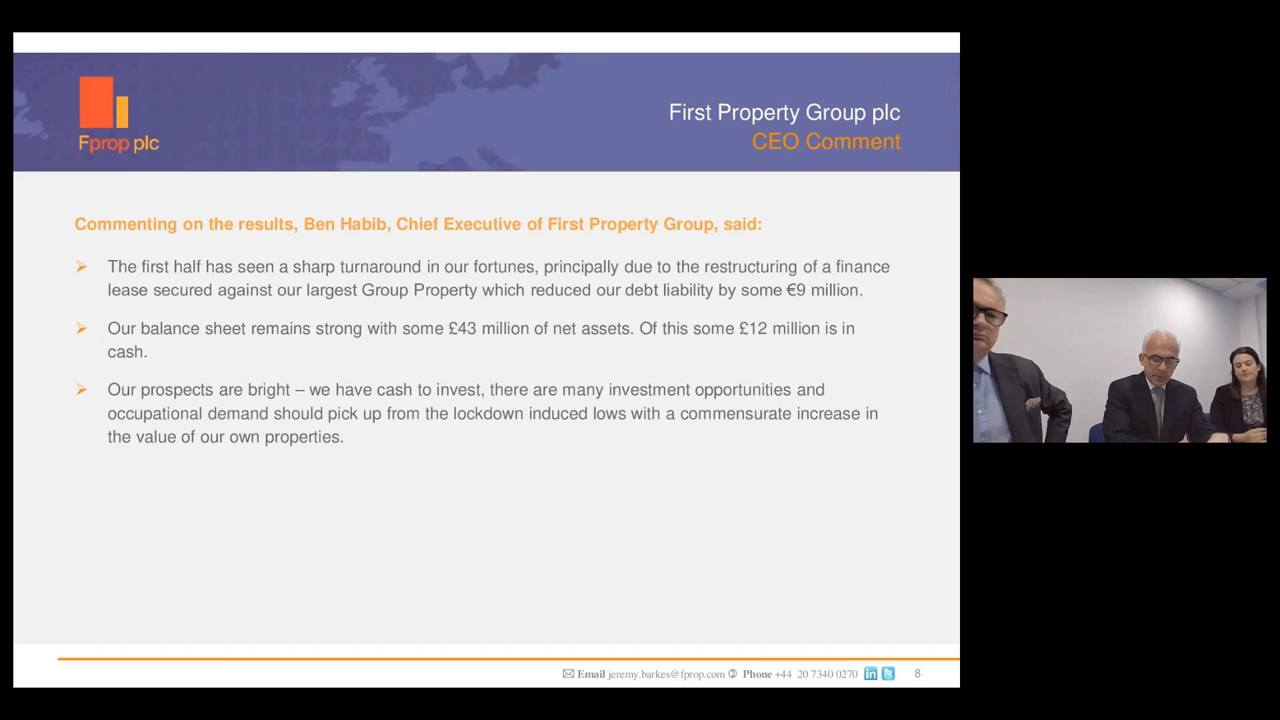 Fprop plc
First Property Group plc
CEO Comment
Commenting on the results, Ben Habib, Chief Executive of First Property Group, said:
The first half has seen a sharp turnaround in our fortunes, principally due to the restructuring of a finance
lease secured against our largest Group Property which reduced our debt liability by some €9 million.
Our balance sheet remains strong with some £43 million of net assets. Of this some £12 million is in
cash.
Our prospects are bright – we have cash to invest, there are many investment opportunities and
occupational demand should pick up from the lockdown induced lows with a commensurate increase in
the value of our own properties.
Email jeremy.barkes@fprop.com Phone +44 20 7340 0270 in 8